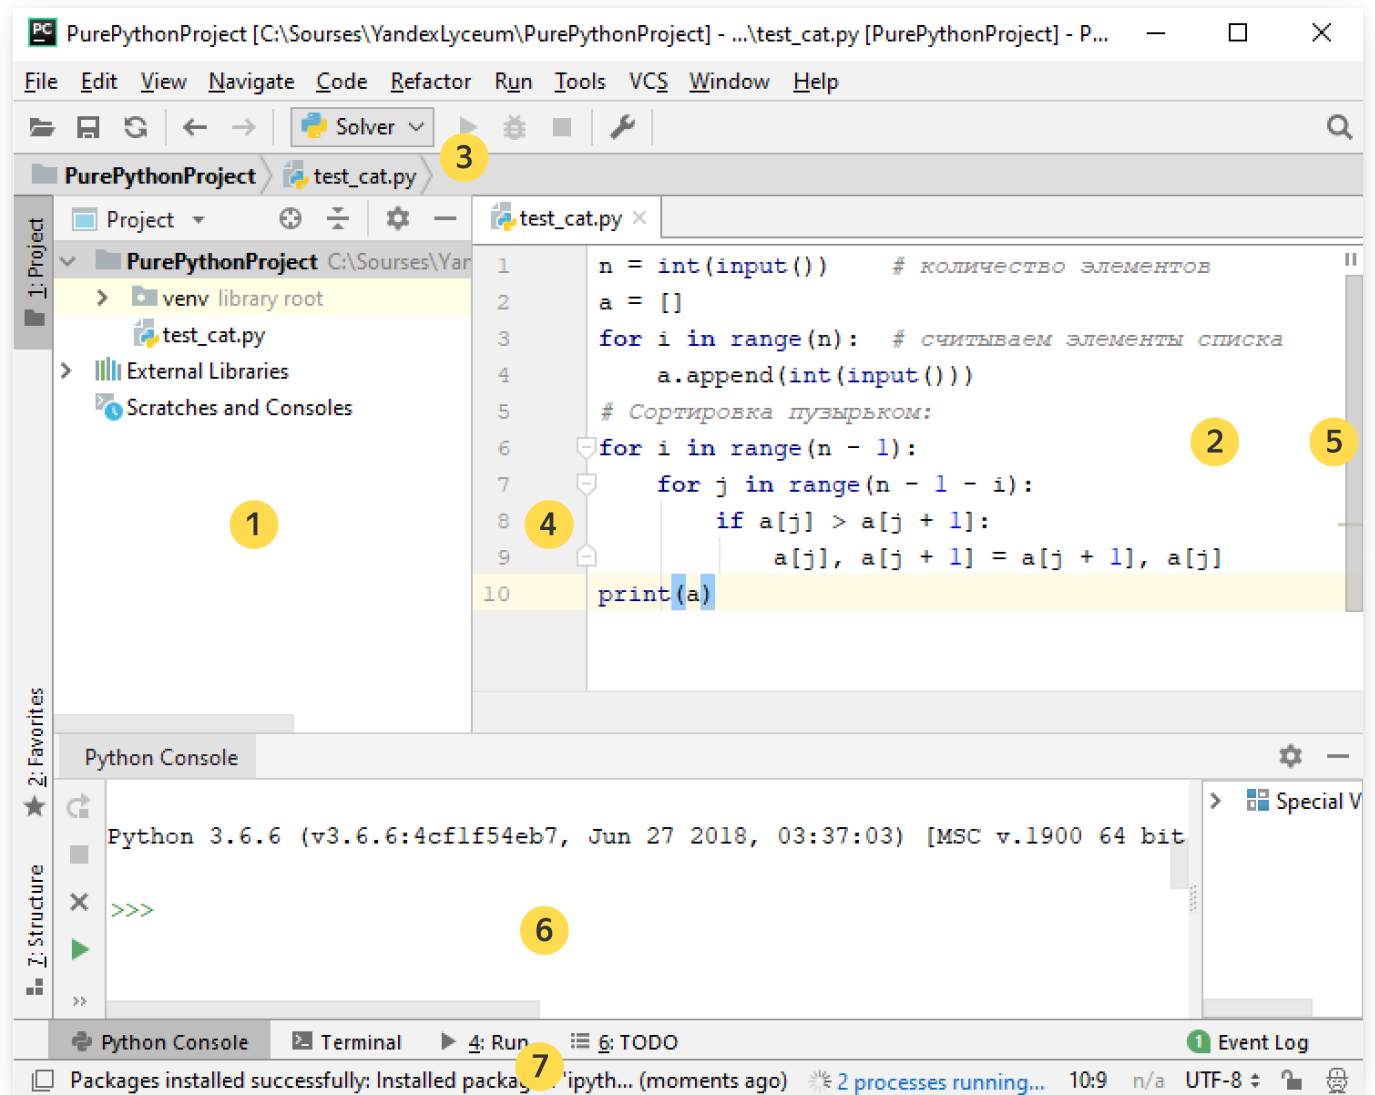 PC PurePythonProject [C:\Sourses\YandexLyceum\PurePythonProject] - ...\test_cat.py [PurePythonProject] - P...
File Edit View Navigate Code Refactor Run Tools VCS Window Help
Solver
3
PurePythonProject test_cat.py
1: Project
Project
PurePythonProject C:\Sourses\Yan
venv library root
test_cat.py
External Libraries
Scratches and Consoles
1
test_cat.py
1 n = int(input()) # количество элементов
2 a = []
3 for i in range(n): # считываем элементы списка
4 a.append(int(input()))
5 # Сортировка пузырьком:
6 for i in range(n - 1):
7 for j in range(n - 1 - i):
8 if a[j] > a[j + 1]:
9 a[j], a[j + 1] = a[j + 1], a[j]
10 print(a)
2
5
4
2: Favorites
7: Structure
Python Console
Python 3.6.6 (v3.6.6:4cf1f54eb7, Jun 27 2018, 03:37:03) [MSC v.1900 64 bit
>>>
6
Special V
Python Console Terminal 4: Run 6: TODO 1 Event Log
7
Packages installed successfully: Installed packag 'ipyth... (moments ago) 2 processes running... 10:9 n/a UTF-8